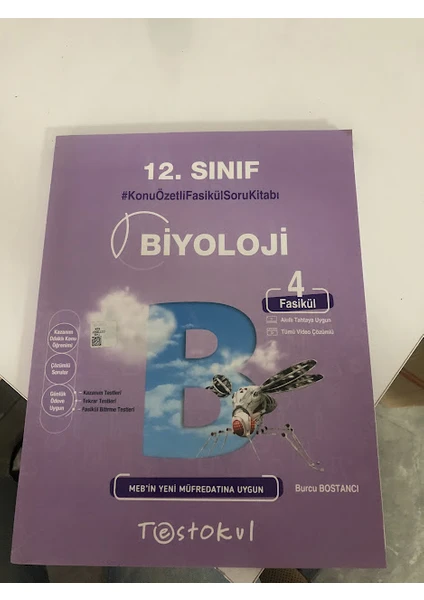 12. SINIF
#KonuÖzetliFasikülSoruKitabı
BİYOLOJİ
4
Fasikül
Akıllı Tahtaya Uygun
Tümü Video Çözümlü
Kazanım
Odaklı Konu
Öğretimi
Çözümlü
Sorular
Günlük
Ödeve
Uygun
Kazanım Testleri
Tekrar Testleri
Fasikül Bitirme Testleri
B
MEB'İN YENİ MÜFREDATINA UYGUN
Burcu BOSTANCI
Testokul